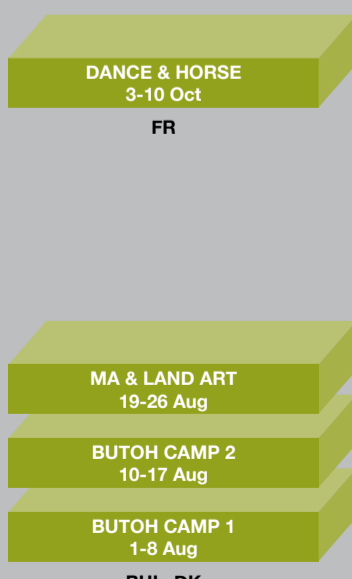 DANCE & HORSE
3-10 Oct
FR
MA & LAND ART
19-26 Aug
BUTOH CAMP 2
10-17 Aug
BUTOH CAMP 1
1-8 Aug